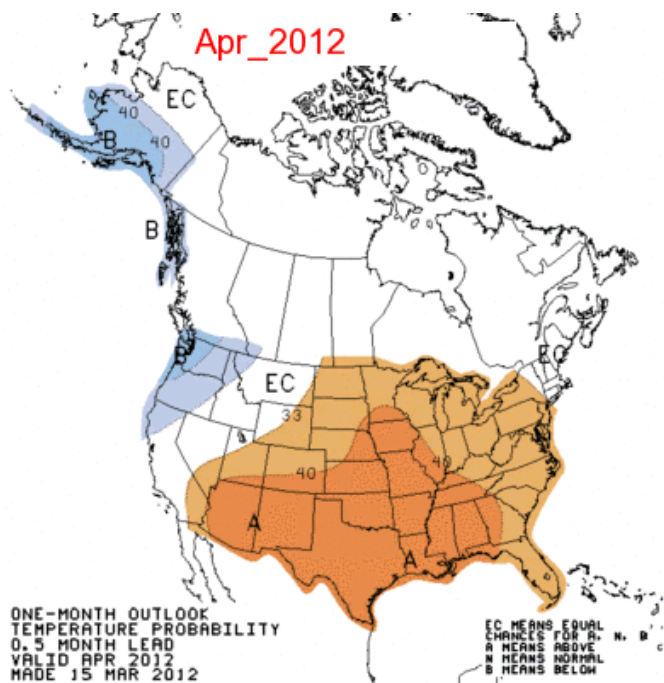 Apr_2012
EC
40
B
40
B
B
EC
EC
33
40
40
A
A
ONE-MONTH OUTLOOK
TEMPERATURE PROBABILITY
0.5 MONTH LEAD
VALID APR 2012
MADE 15 MAR 2012
EC MEANS EQUAL
CHANCES FOR A, N, B
A MEANS ABOVE
N MEANS NORMAL
B MEANS BELOW